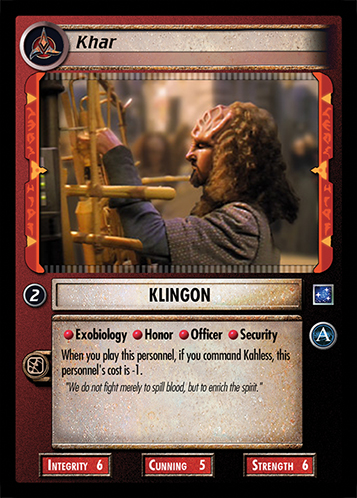 Khar
2
KLINGON
Exobiology Honor Officer Security
A
When you play this personnel, if you command Kahless, this
personnel's cost is -1.
"We do not fight merely to spill blood, but to enrich the spirit."
INTEGRITY 6 CUNNING 5 STRENGTH 6